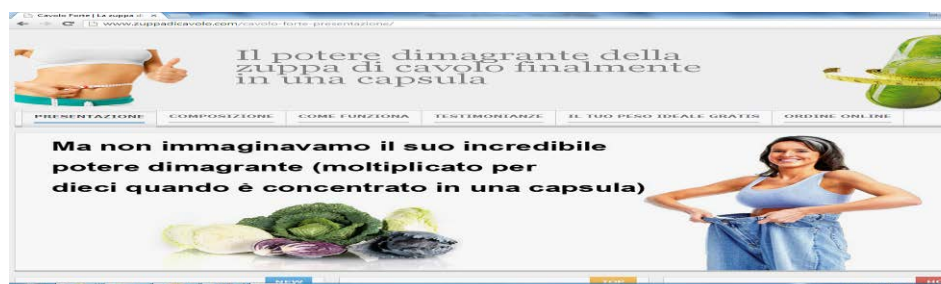 Cavolo Forte | La zuppa di
www.zuppadicavolo.com/cavolo-forte-presentazione/
Il potere dimagrante della
zuppa di cavolo finalmente
in una capsula
PRESENTAZIONE COMPOSIZIONE COME FUNZIONA TESTIMONIANZE IL TUO PESO IDEALE GRATIS ORDINE ONLINE
Ma non immaginavamo il suo incredibile
potere dimagrante (moltiplicato per
dieci quando è concentrato in una capsula)
NEW TOP